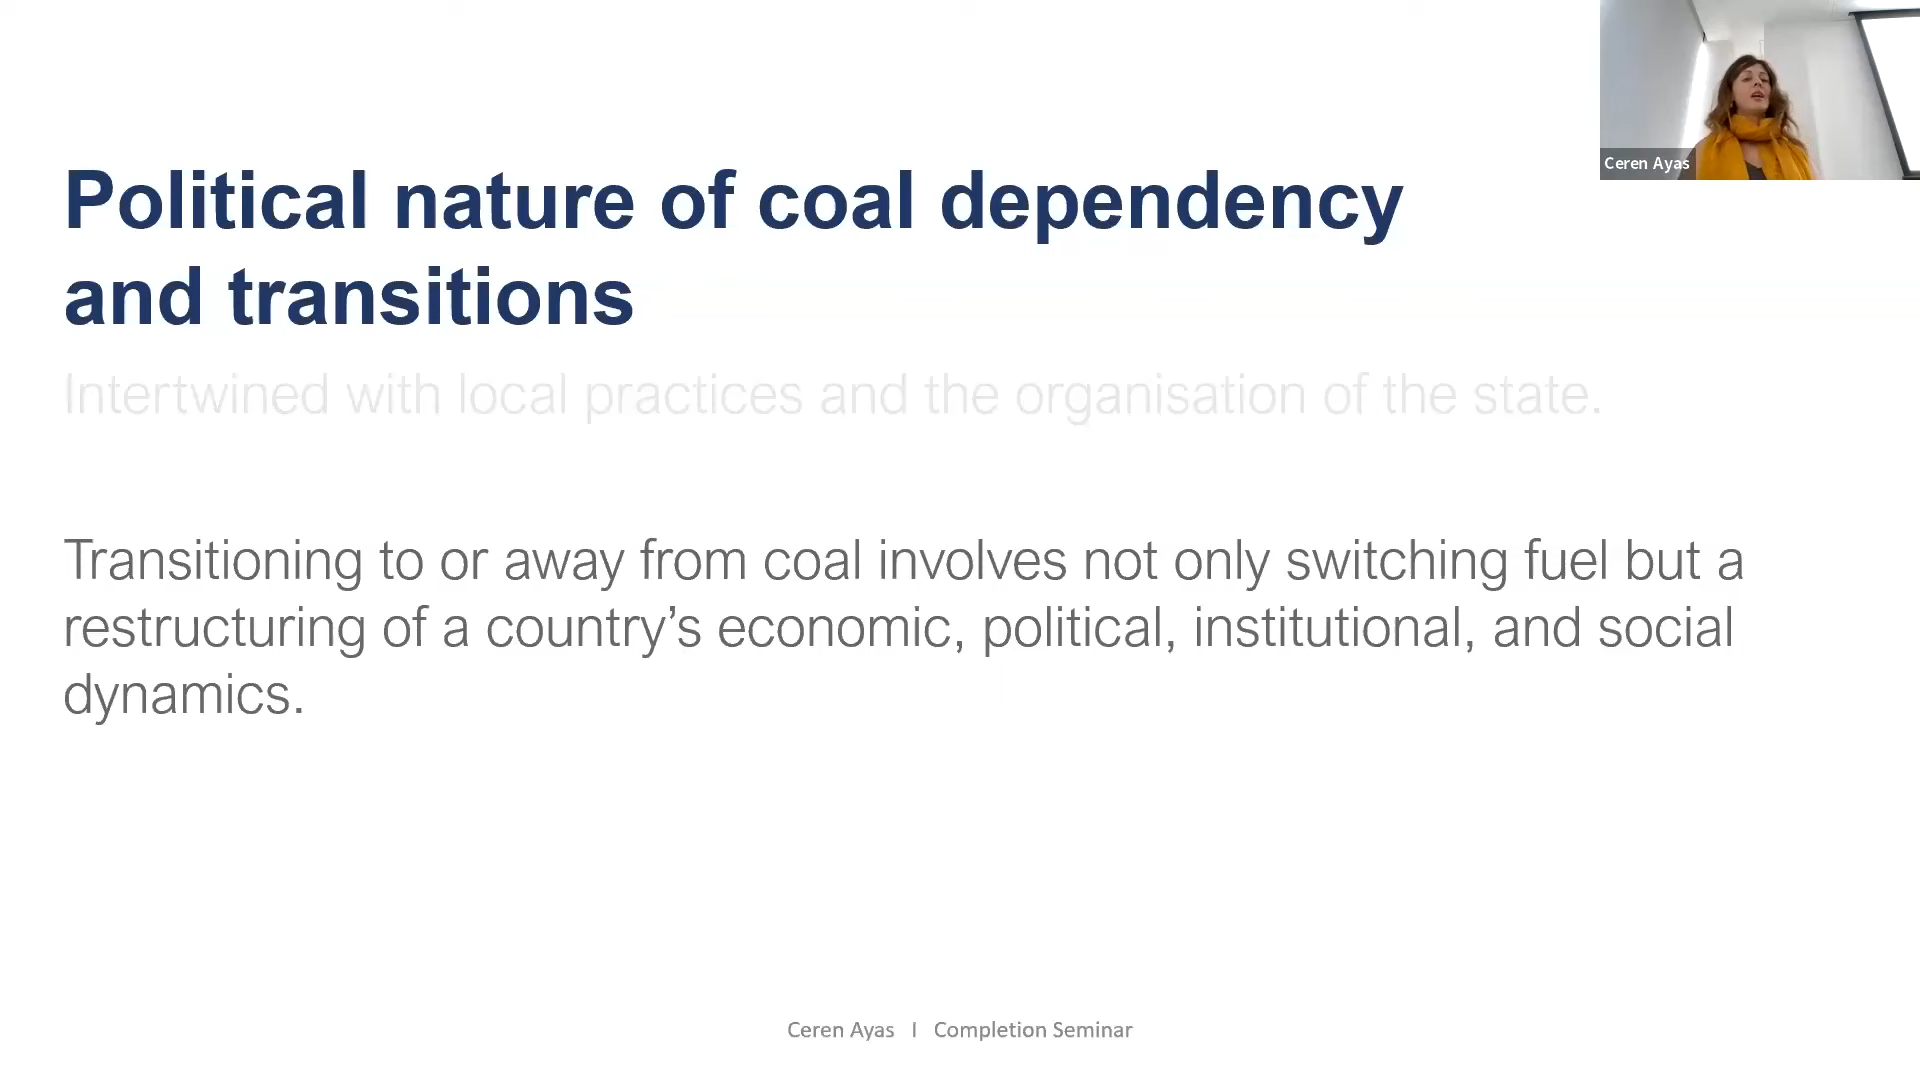 Ceren Ayas
Political nature of coal dependency
and transitions
Intertwined with local practices and the organisation of the state.
Transitioning to or away from coal involves not only switching fuel but a
restructuring of a country’s economic, political, institutional, and social
dynamics.
Ceren Ayas I Completion Seminar